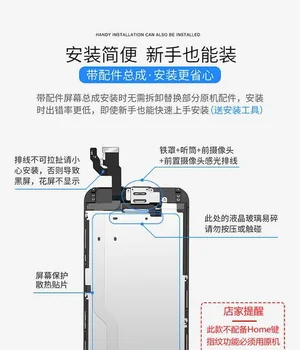 HANDY INSTALLATION CAN ALSO BE INSTALLED
安装简便 新手也能装
带配件总成·安装更省心
带配件屏幕总成安装时无需拆卸替换部分原机配件，安装
时出错率更低，即使新手也能快速上手安装（送安装工具）
排线不可拉扯请小
心安装，否则导致
黑屏，花屏不显示
铁罩+听筒+前摄像头
+前置摄像头感光排线
此处的液晶玻璃易碎
请勿按压或触碰
屏幕保护
散热贴片
店家提醒
此款不配备Home键
指纹功能必须用原机